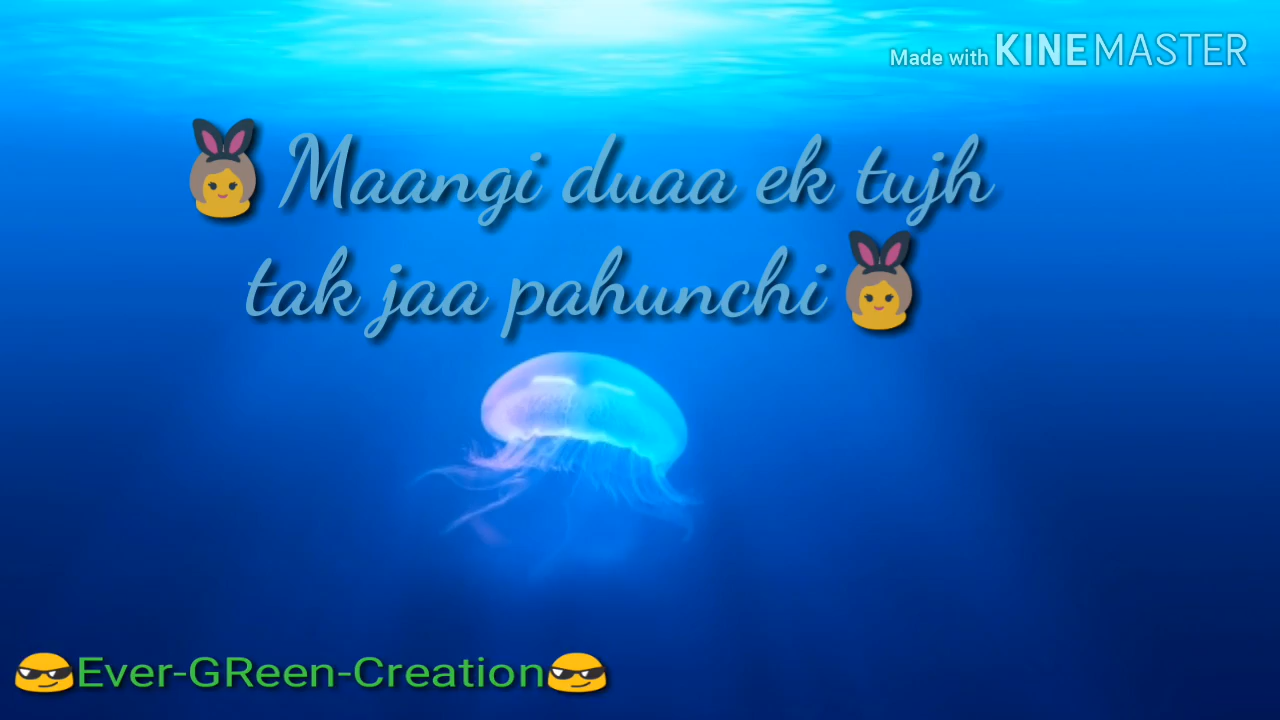 Made with KINEMASTER
Maangi duaa ek tujh
tak jaa pahunchi
Ever-GReen-Creation